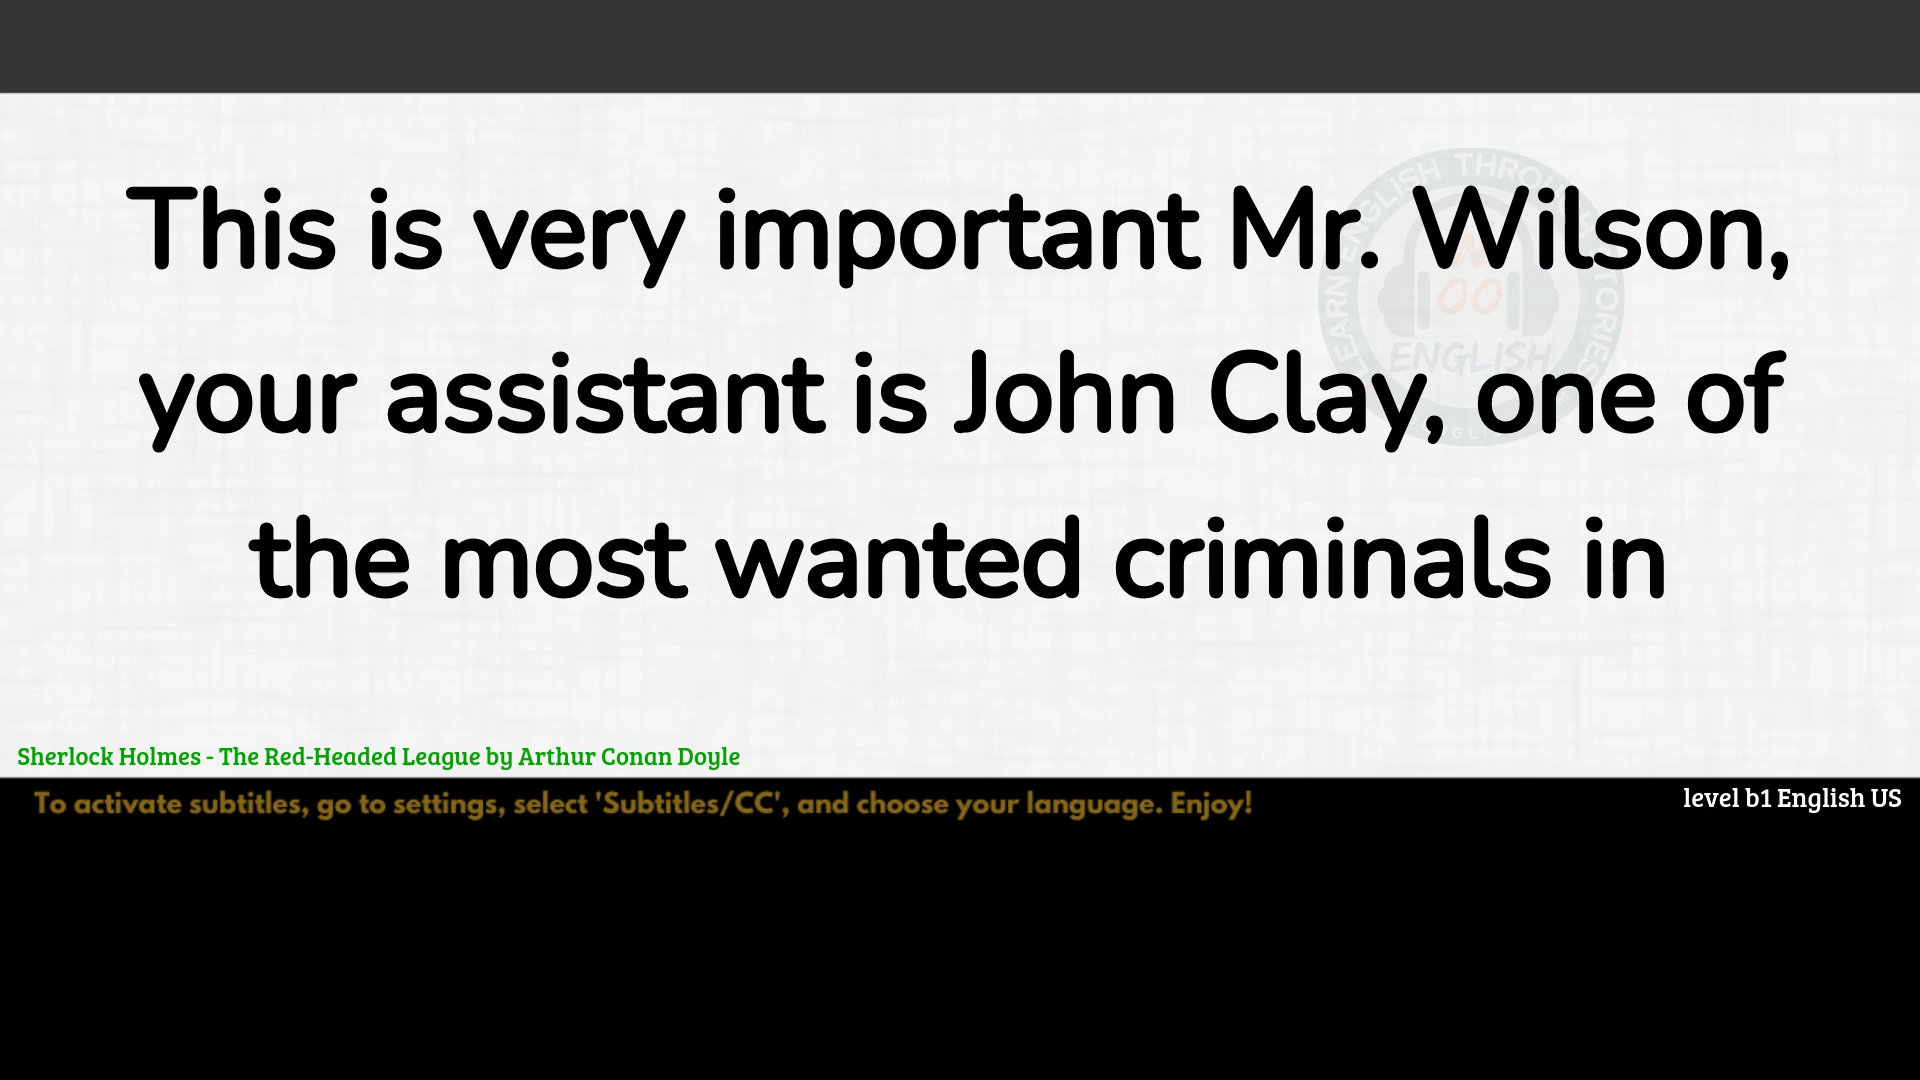 This is very important Mr. Wilson,
your assistant is John Clay, one of
the most wanted criminals in
ENGLISH
Sherlock Holmes - The Red-Headed League by Arthur Conan Doyle
To activate subtitles, go to settings, select 'Subtitles/CC', and choose your language. Enjoy!
level b1 English US